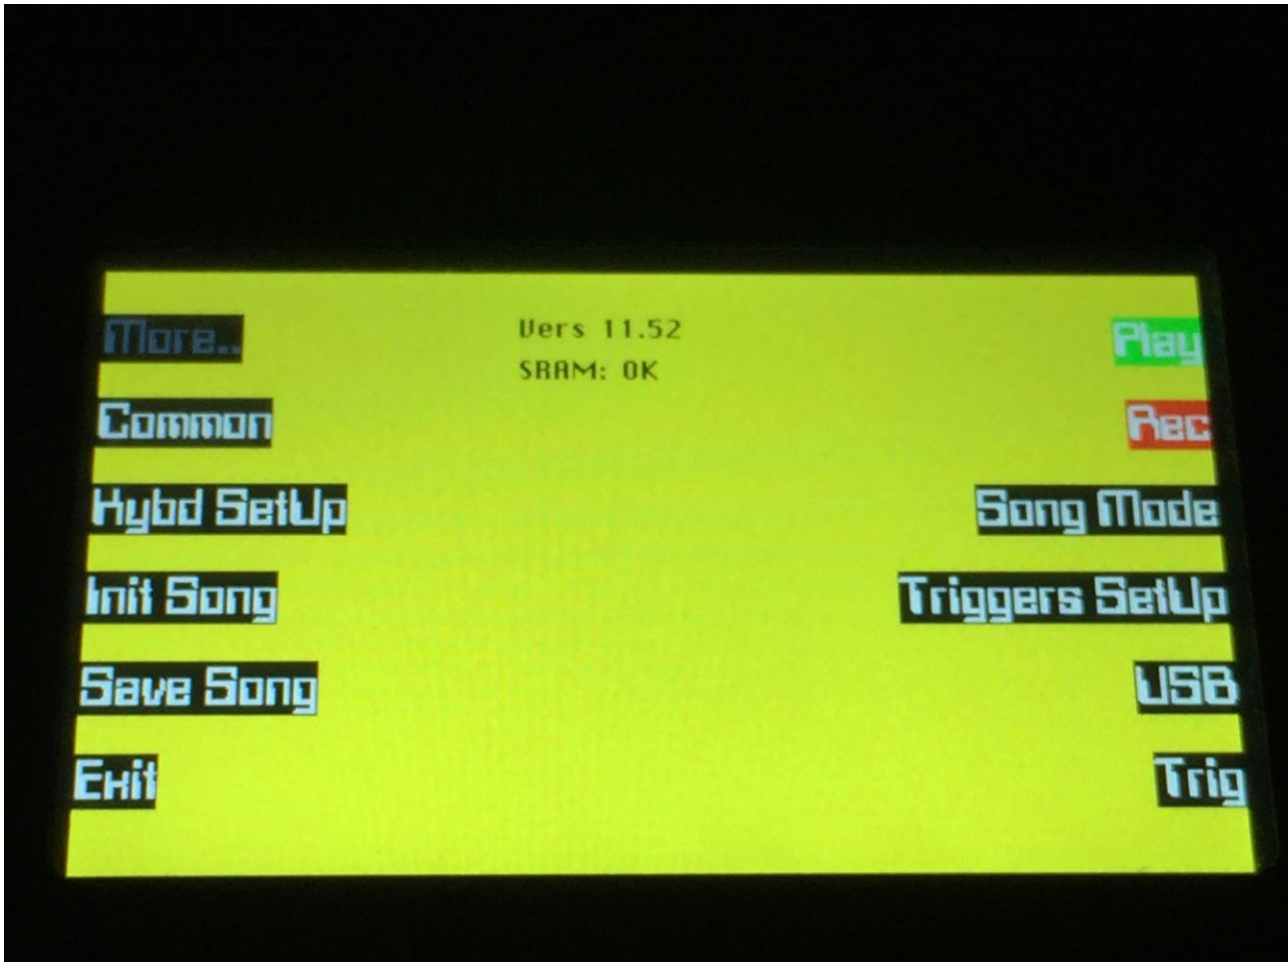 More..
Vers 11.52
Play
SRAM: OK
Common
Rec
Kybd SetUp
Song Mode
Init Song
Triggers SetUp
Save Song
USB
Exit
Trig